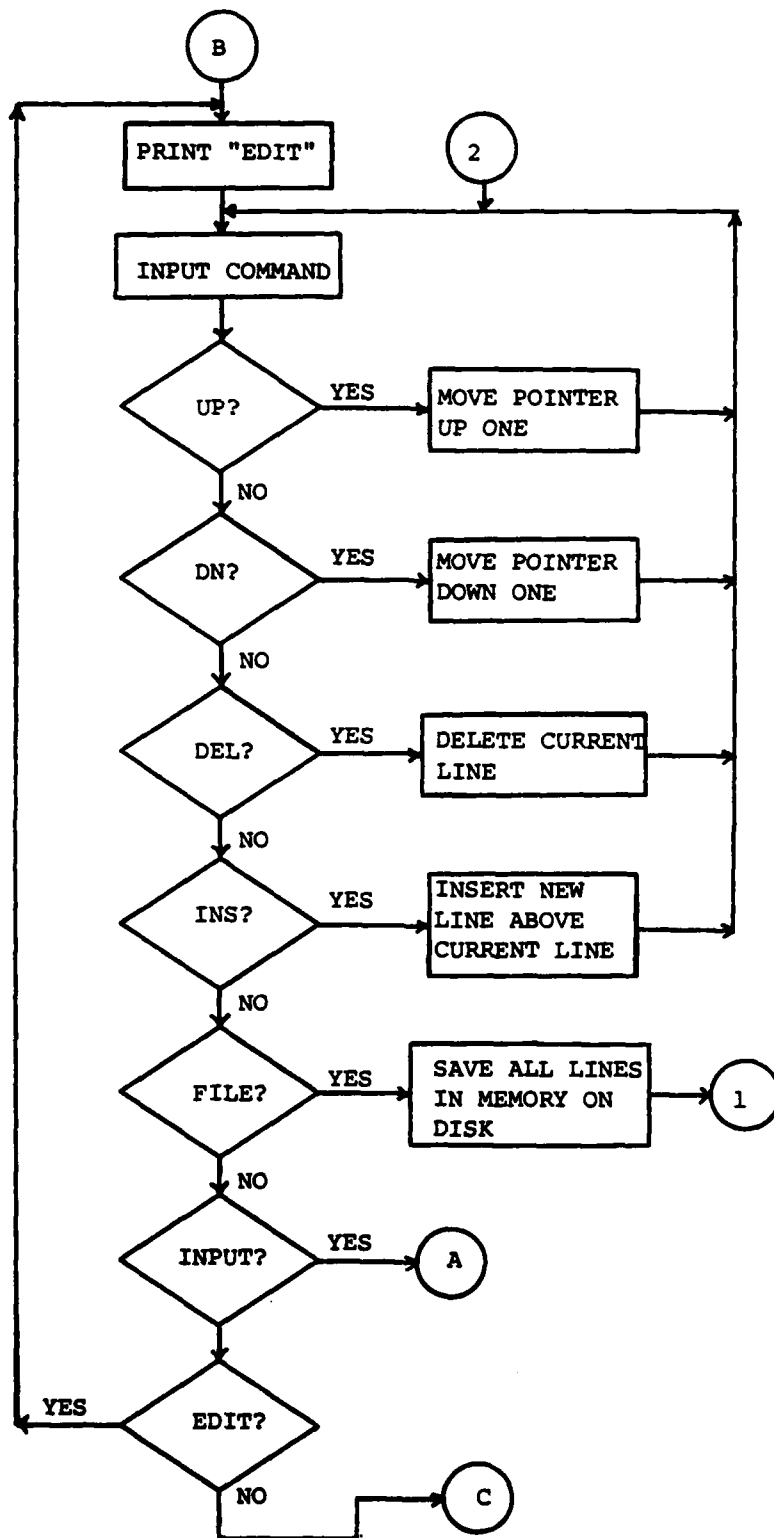 B
PRINT "EDIT"
2
INPUT COMMAND
UP?
YES
MOVE POINTER
UP ONE
NO
DN?
YES
MOVE POINTER
DOWN ONE
NO
DEL?
YES
DELETE CURRENT
LINE
NO
INS?
YES
INSERT NEW
LINE ABOVE
CURRENT LINE
NO
FILE?
YES
SAVE ALL LINES
IN MEMORY ON
DISK
1
NO
INPUT?
YES
A
YES
EDIT?
NO
C